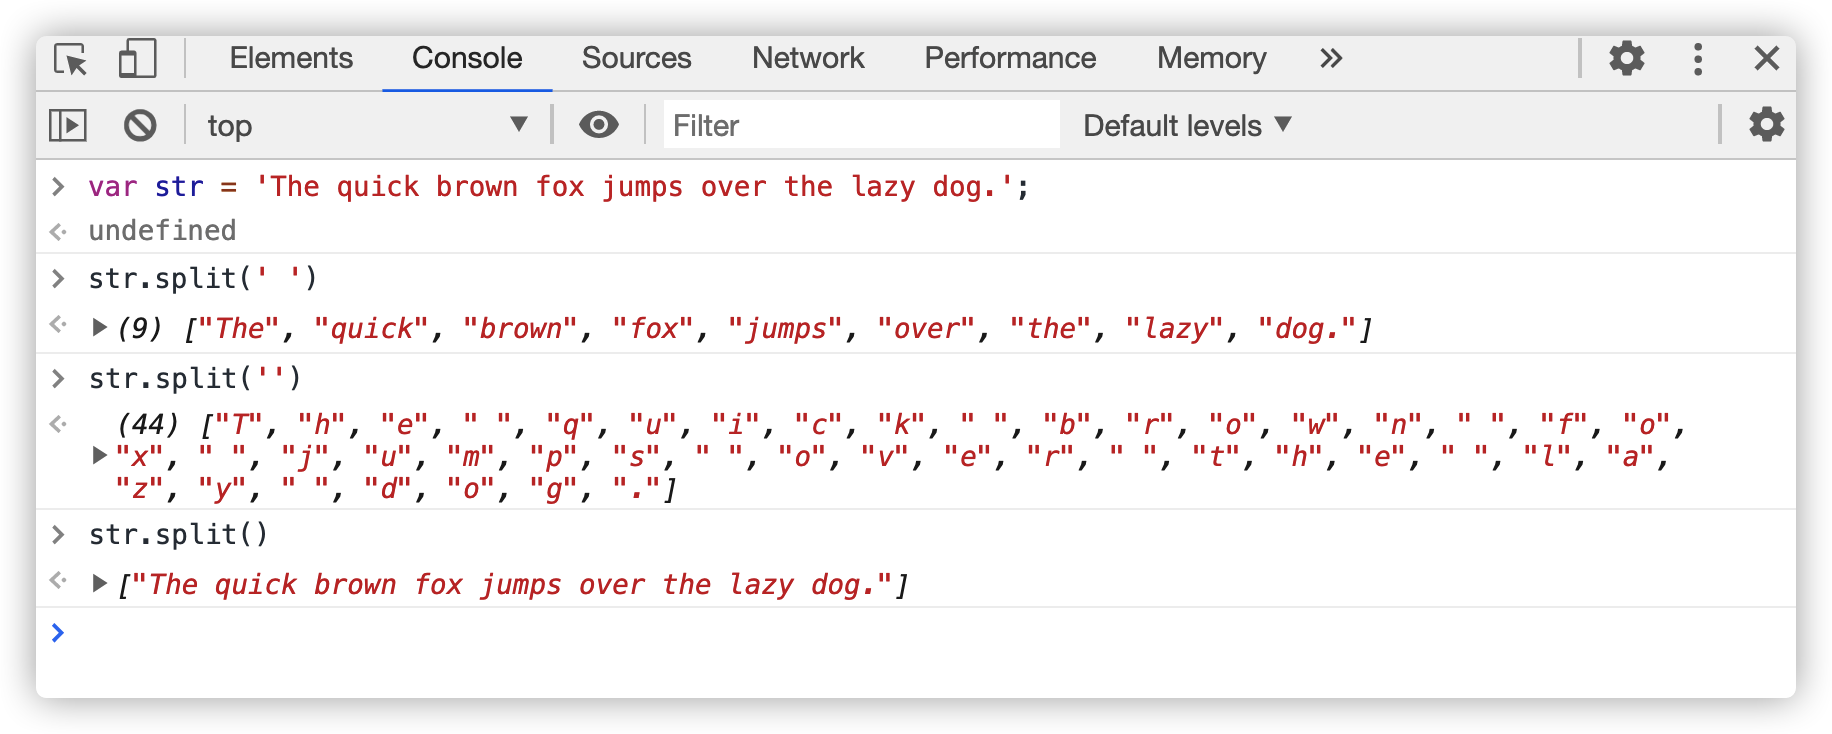 Elements Console Sources Network Performance Memory »
top ▼ Filter Default levels ▼
> var str = 'The quick brown fox jumps over the lazy dog.';
undefined
> str.split(' ')
▶ (9) ["The", "quick", "brown", "fox", "jumps", "over", "the", "lazy", "dog."]
> str.split('')
(44) ["T", "h", "e", " ", "q", "u", "i", "c", "k", " ", "b", "r", "o", "w", "n", " ", "f", "o",
▶ "x", " ", "j", "u", "m", "p", "s", " ", "o", "v", "e", "r", " ", "t", "h", "e", " ", "l", "a",
"z", "y", " ", "d", "o", "g", "."]
> str.split()
▶ ["The quick brown fox jumps over the lazy dog."]
>